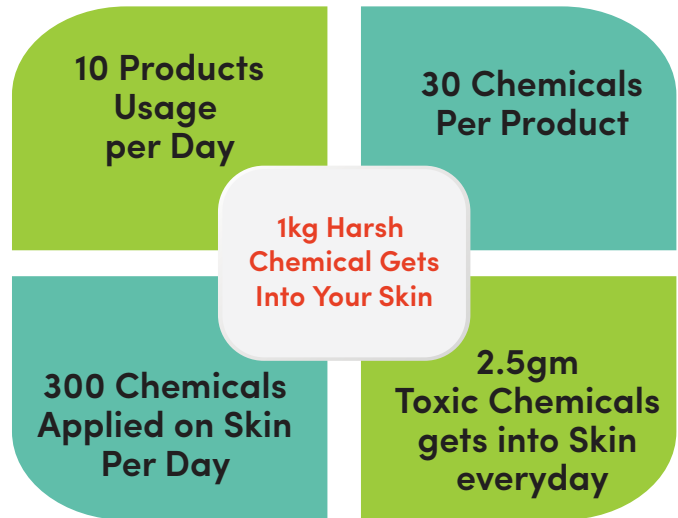 10 Products
Usage
per Day
30 Chemicals
Per Product
1kg Harsh
Chemical Gets
Into Your Skin
300 Chemicals
Applied on Skin
Per Day
2.5gm
Toxic Chemicals
gets into Skin
everyday